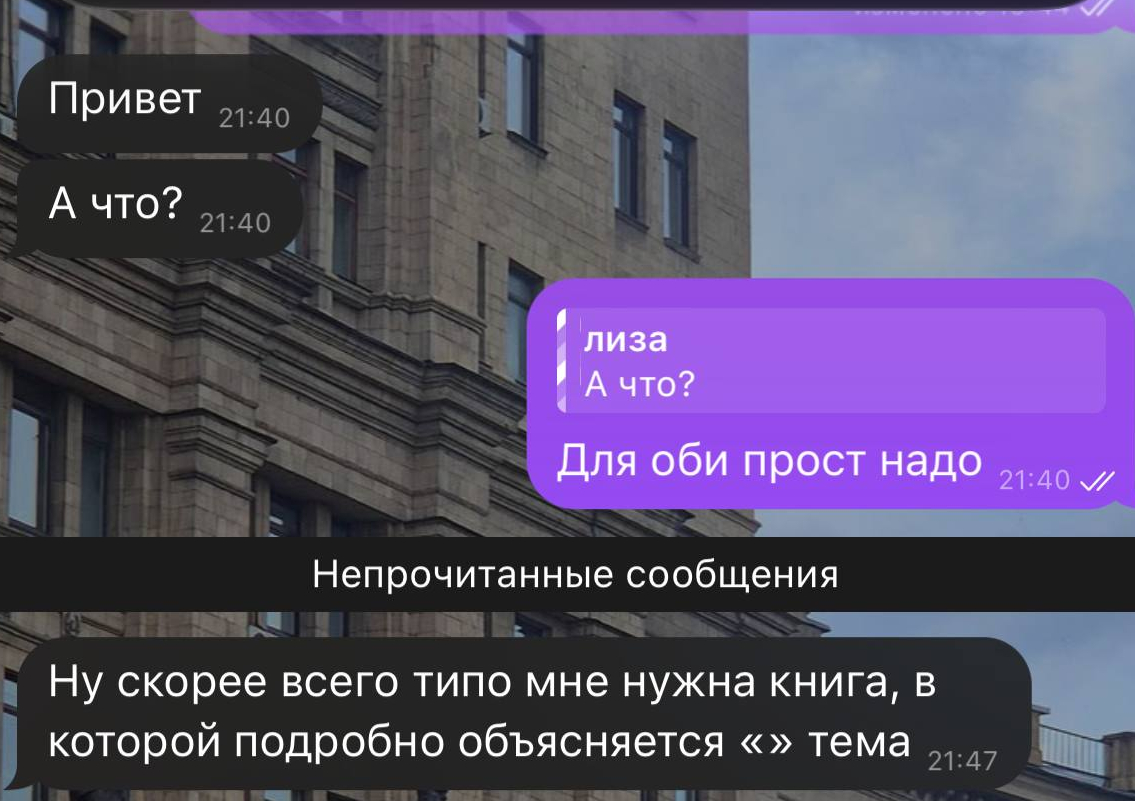 Привет 21:40
А что? 21:40
лиза
А что?
Для оби прост надо 21:40
Непрочитанные сообщения
Ну скорее всего типо мне нужна книга, в
которой подробно объясняется «» тема 21:47